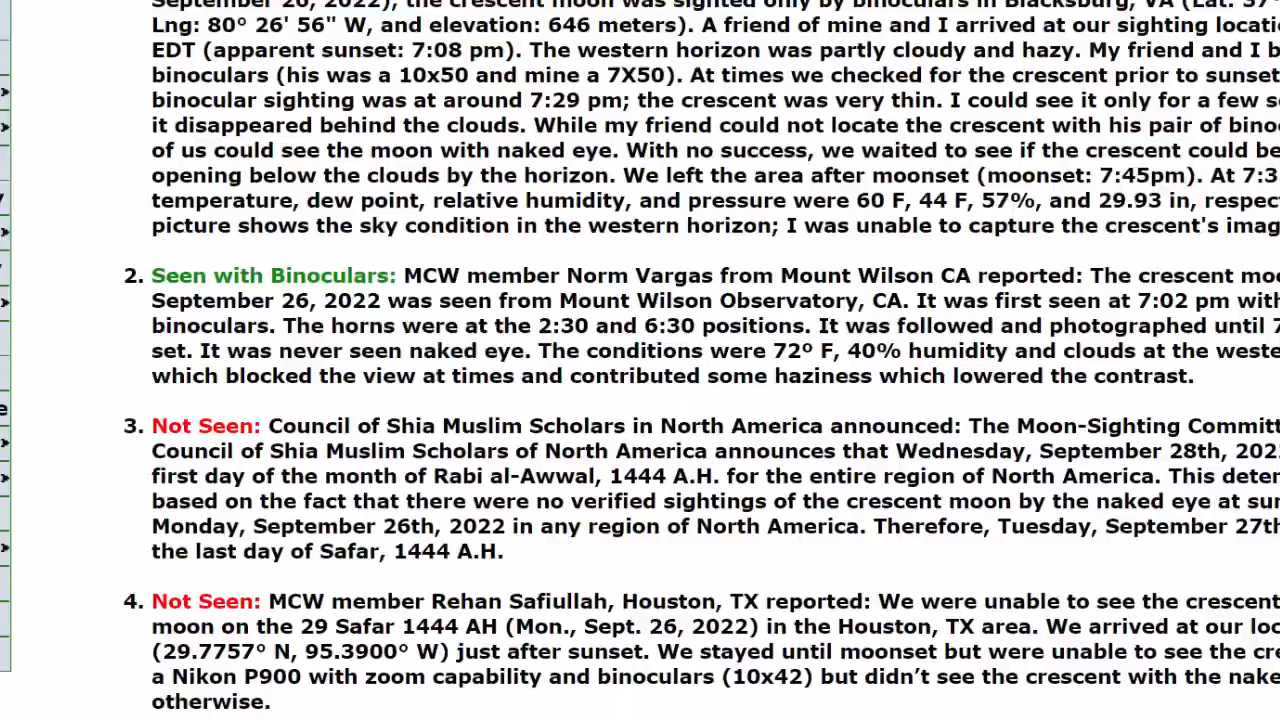 September 26, 2022), the crescent moon was sighted only by binoculars in Blacksburg, VA (Lat: 37°
Lng: 80º 26' 56" W, and elevation: 646 meters). A friend of mine and I arrived at our sighting
EDT (apparent sunset: 7:08 pm). The western horizon was partly cloudy and hazy. My friend and I
binoculars (his was a 10x50 and mine a 7X50). At times we checked for the crescent prior to sunset
binocular sighting was at around 7:29 pm; the crescent was very thin. I could see it only for a few
it disappeared behind the clouds. While my friend could not locate the crescent with his pair of
of us could see the moon with naked eye. With no success, we waited to see if the crescent could be
opening below the clouds by the horizon. We left the area after moonset (moonset: 7:45pm). At 7:3
temperature, dew point, relative humidity, and pressure were 60 F, 44 F, 57%, and 29.93 in,
picture shows the sky condition in the western horizon; I was unable to capture the crescent's
2. Seen with Binoculars: MCW member Norm Vargas from Mount Wilson CA reported: The crescent
September 26, 2022 was seen from Mount Wilson Observatory, CA. It was first seen at 7:02 pm with
binoculars. The horns were at the 2:30 and 6:30 positions. It was followed and photographed until 7
set. It was never seen naked eye. The conditions were 72º F, 40% humidity and clouds at the
which blocked the view at times and contributed some haziness which lowered the contrast.
3. Not Seen: Council of Shia Muslim Scholars in North America announced: The Moon-Sighting
Council of Shia Muslim Scholars of North America announces that Wednesday, September 28th, 202
first day of the month of Rabi al-Awwal, 1444 A.H. for the entire region of North America. This
based on the fact that there were no verified sightings of the crescent moon by the naked eye at
Monday, September 26th, 2022 in any region of North America. Therefore, Tuesday, September 27th
the last day of Safar, 1444 A.H.
4. Not Seen: MCW member Rehan Safiullah, Houston, TX reported: We were unable to see the crescent
moon on the 29 Safar 1444 AH (Mon., Sept. 26, 2022) in the Houston, TX area. We arrived at our
(29.7757º N, 95.3900º W) just after sunset. We stayed until moonset but were unable to see the
a Nikon P900 with zoom capability and binoculars (10x42) but didn’t see the crescent with the
otherwise.